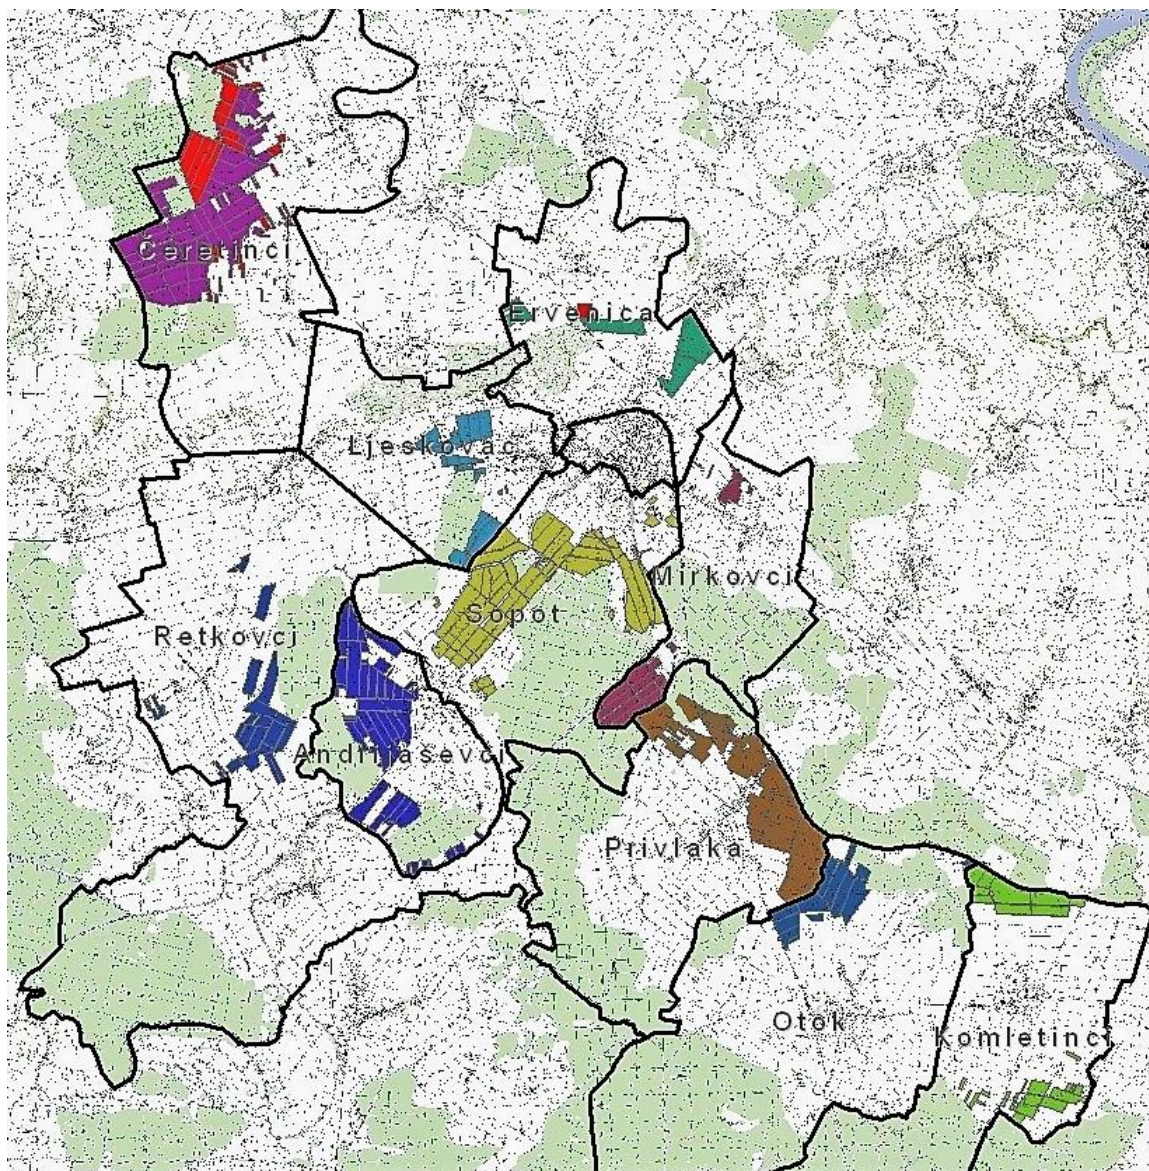 Čeretinci
Ervenica
Ljeskovac
Mirkovci
Sopot
Retkovci
Andrijaševci
Privlaka
Otok
Komletinci